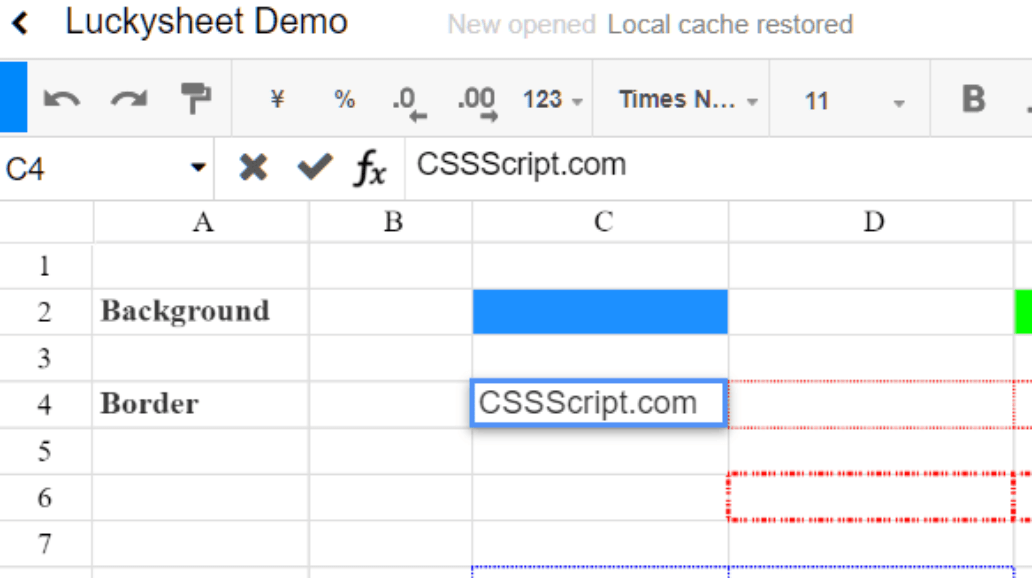 Luckysheet Demo New opened Local cache restored
¥ % .0 .00 123 Times N... 11 B
C4 fx CSSScript.com
A B C D
1
2 Background
3
4 Border CSSScript.com
5
6
7